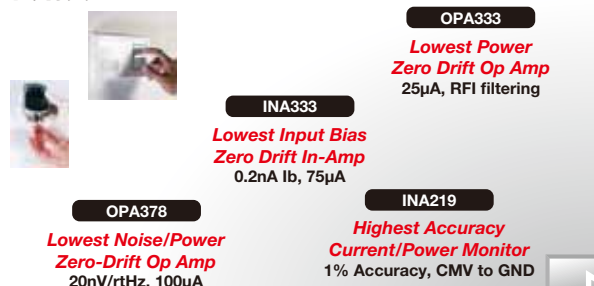 OPA333
Lowest Power
Zero Drift Op Amp
25µA, RFI filtering
INA333
Lowest Input Bias
Zero Drift In-Amp
0.2nA Ib, 75µA
OPA378
Lowest Noise/Power
Zero-Drift Op Amp
20nV/rtHz, 100µA
INA219
Highest Accuracy
Current/Power Monitor
1% Accuracy, CMV to GND